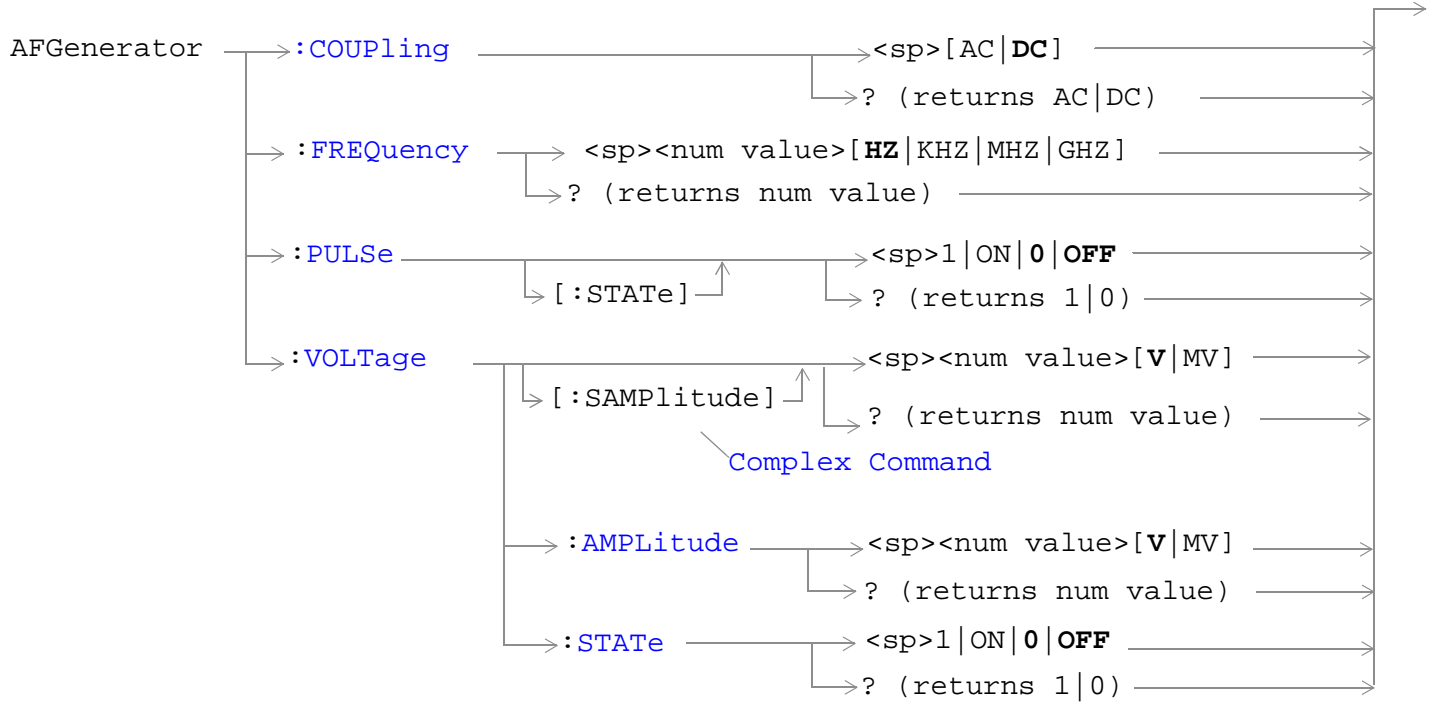 AFGenerator :COUPling <sp>[AC|DC]
? (returns AC|DC)
:FREQuency <sp><num value>[HZ|KHZ|MHZ|GHZ]
? (returns num value)
:PULSe <sp>1|ON|0|OFF
[:STATe] ? (returns 1|0)
:VOLTage <sp><num value>[V|MV]
[:SAMPlitude] ? (returns num value)
Complex Command
:AMPLitude <sp><num value>[V|MV]
? (returns num value)
:STATe <sp>1|ON|0|OFF
? (returns 1|0)